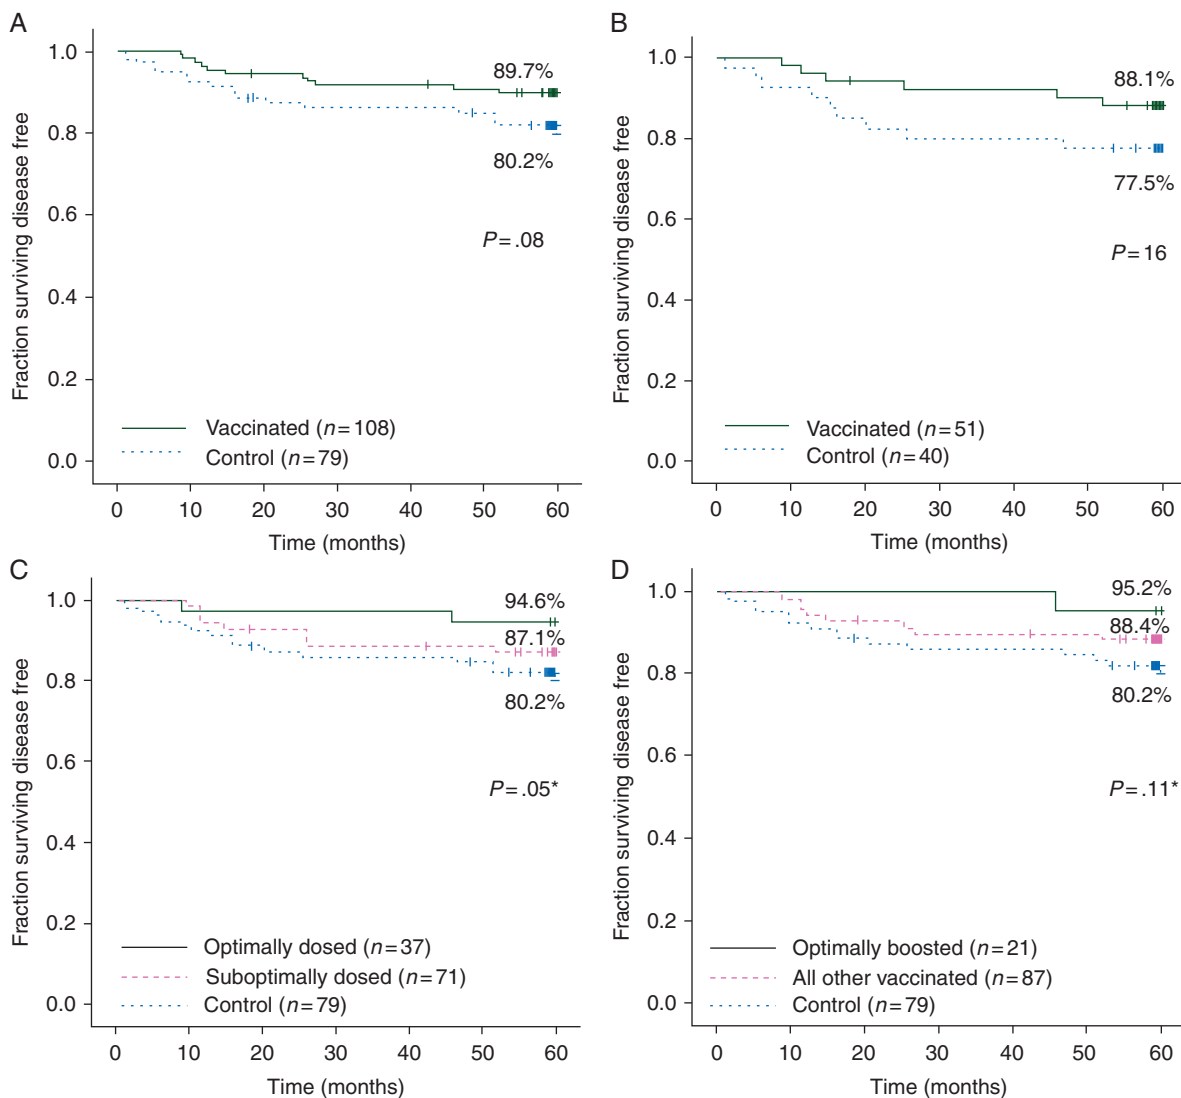 A
Fraction surviving disease free
1.0
0.8
0.6
0.4
0.2
0.0
89.7%
80.2%
P = .08
Vaccinated (n = 108)
Control (n = 79)
0 10 20 30 40 50 60
Time (months)
B
Fraction surviving disease free
1.0
0.8
0.6
0.4
0.2
0.0
88.1%
77.5%
P = 16
Vaccinated (n = 51)
Control (n = 40)
0 10 20 30 40 50 60
Time (months)
C
Fraction surviving disease free
1.0
0.8
0.6
0.4
0.2
0.0
94.6%
87.1%
80.2%
P = .05*
Optimally dosed (n = 37)
Suboptimally dosed (n = 71)
Control (n = 79)
0 10 20 30 40 50 60
Time (months)
D
Fraction surviving disease free
1.0
0.8
0.6
0.4
0.2
0.0
95.2%
88.4%
80.2%
P = .11*
Optimally boosted (n = 21)
All other vaccinated (n = 87)
Control (n = 79)
0 10 20 30 40 50 60
Time (months)